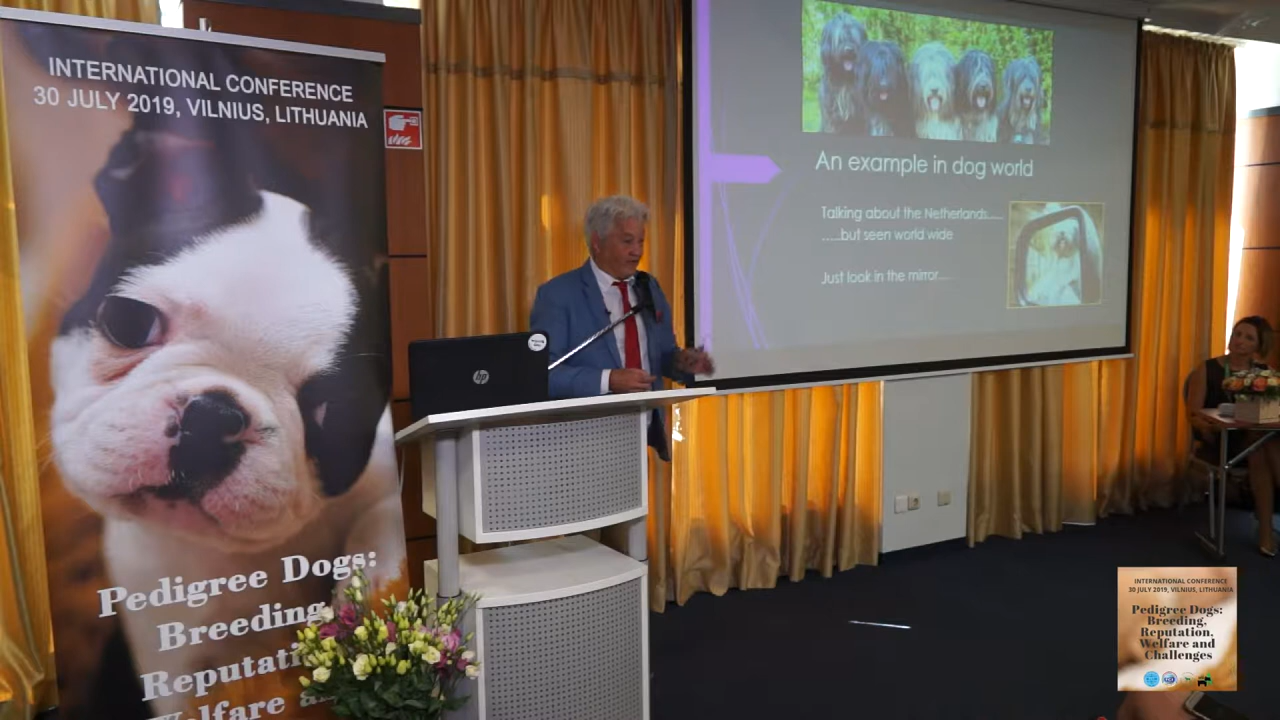 INTERNATIONAL CONFERENCE
30 JULY 2019, VILNIUS, LITHUANIA
Pedigree Dogs:
Breeding,
Reputati
Welfare a
hp
An example in dog world
Talking about the Netherlands.....
.....but seen world wide
Just look in the mirror....
INTERNATIONAL CONFERENCE
30 JULY 2019, VILNIUS, LITHUANIA
Pedigree Dogs:
Breeding,
Reputation,
Welfare and
Challenges